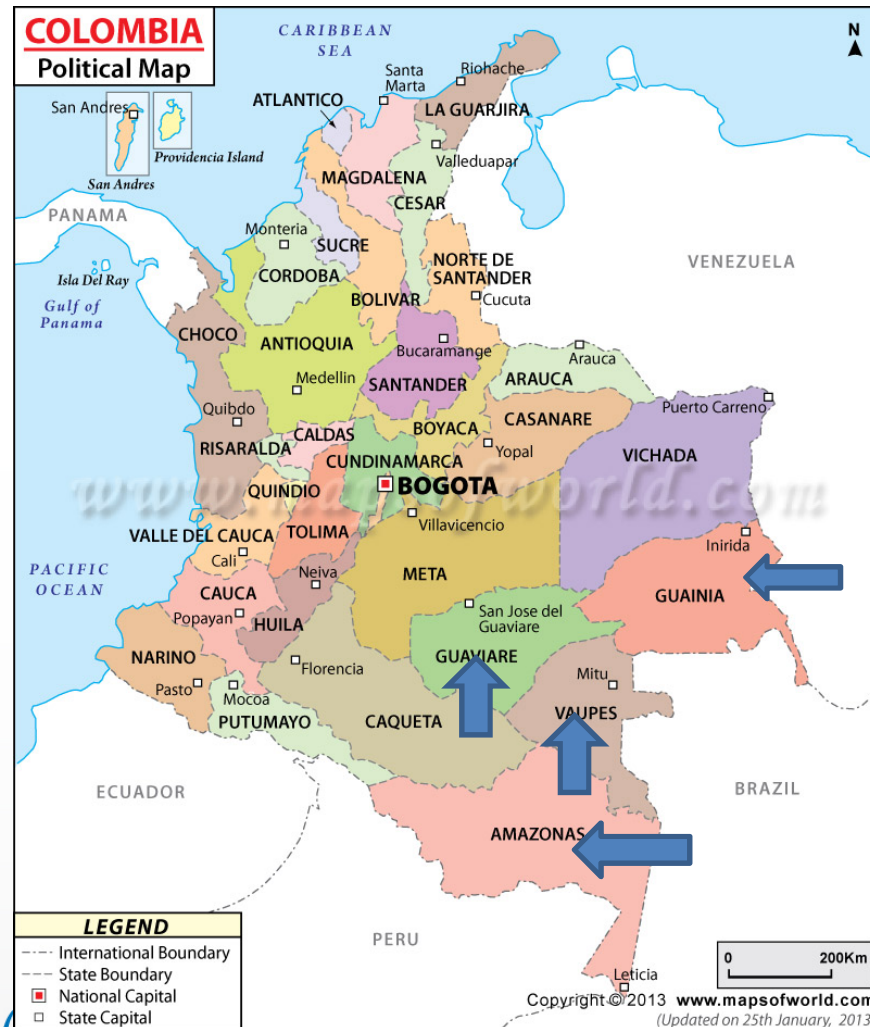 COLOMBIA
Political Map
CARIBBEAN
SEA
N
Santa
Marta
Riohache
San Andres
ATLANTICO
LA GUARJIRA
Providencia Island
San Andres
Valleduapar
MAGDALENA
CESAR
PANAMA
Monteria
SUCRE
NORTE DE
SANTANDER
VENEZUELA
Isla Del Ray
CORDOBA
BOLIVAR
Cucuta
Gulf of
Panama
CHOCO
ANTIOQUIA
Bucaramange
Arauca
Medellin
SANTANDER
ARAUCA
Puerto Carreno
Quibdo
CALDAS
BOYACA
CASANARE
RISARALDA
Yopal
VICHADA
CUNDINAMARCA
QUINDIO
BOGOTA
www.mapsofworld.com
VALLE DEL CAUCA
TOLIMA
Villavicencio
Inirida
Cali
PACIFIC
OCEAN
Neiva
META
CAUCA
GUAINIA
Popayan
San Jose del
Guaviare
HUILA
NARINO
Florencia
GUAVIARE
Mitu
Pasto
Mocoa
VAUPES
PUTUMAYO
CAQUETA
ECUADOR
BRAZIL
AMAZONAS
LEGEND
International Boundary
State Boundary
National Capital
State Capital
PERU
0 200Km
Leticia
Copyright © 2013 www.mapsofworld.com
(Updated on 25th January, 2013